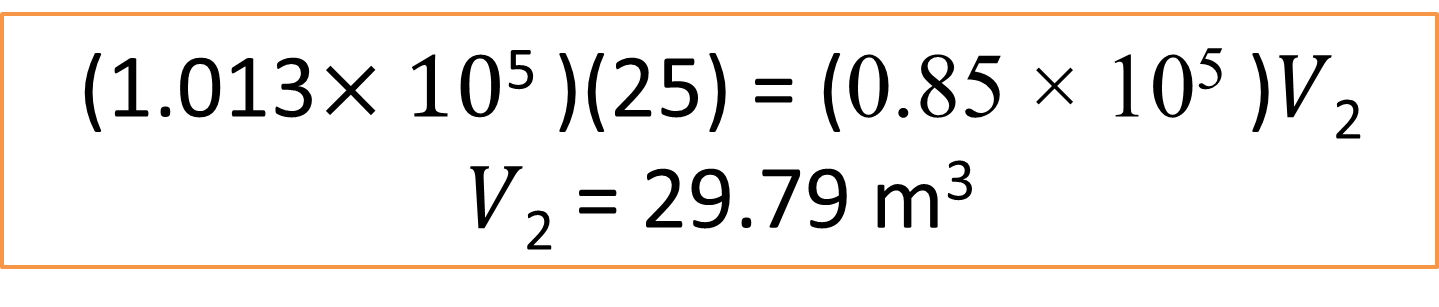 (1.013× 10⁵ )(25) = (0.85 × 10⁵ )V₂
V₂ = 29.79 m³